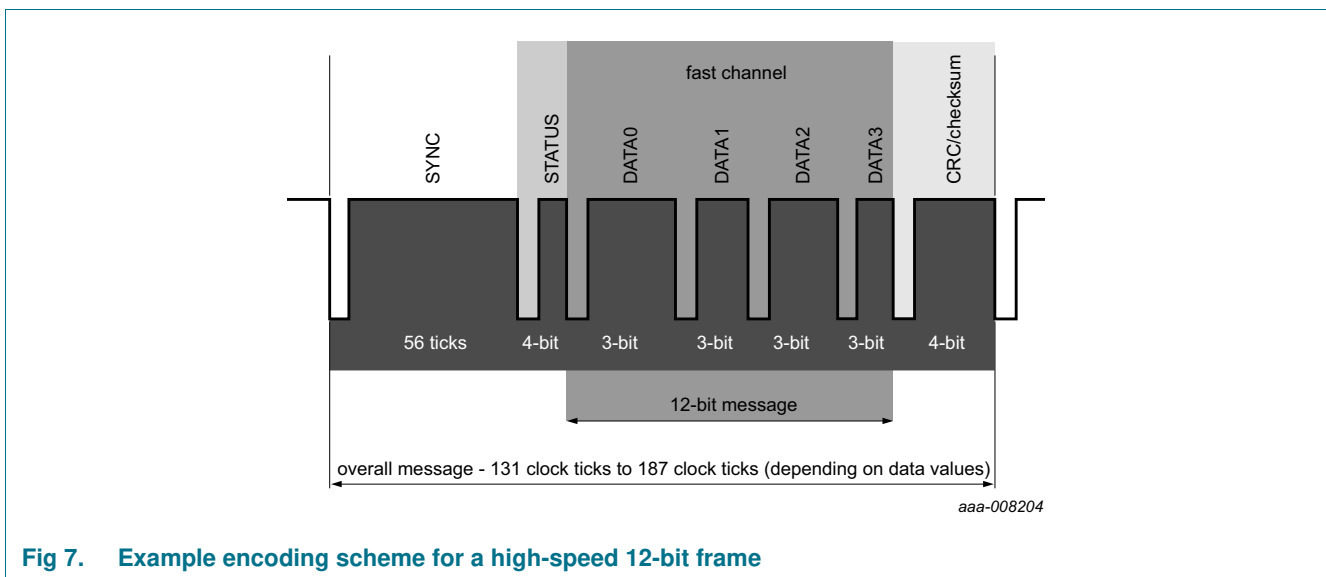 fast channel
SYNC
STATUS
DATA0
DATA1
DATA2
DATA3
CRC/checksum
56 ticks
4-bit
3-bit
3-bit
3-bit
3-bit
4-bit
12-bit message
overall message - 131 clock ticks to 187 clock ticks (depending on data values)
aaa-008204
Fig 7. Example encoding scheme for a high-speed 12-bit frame